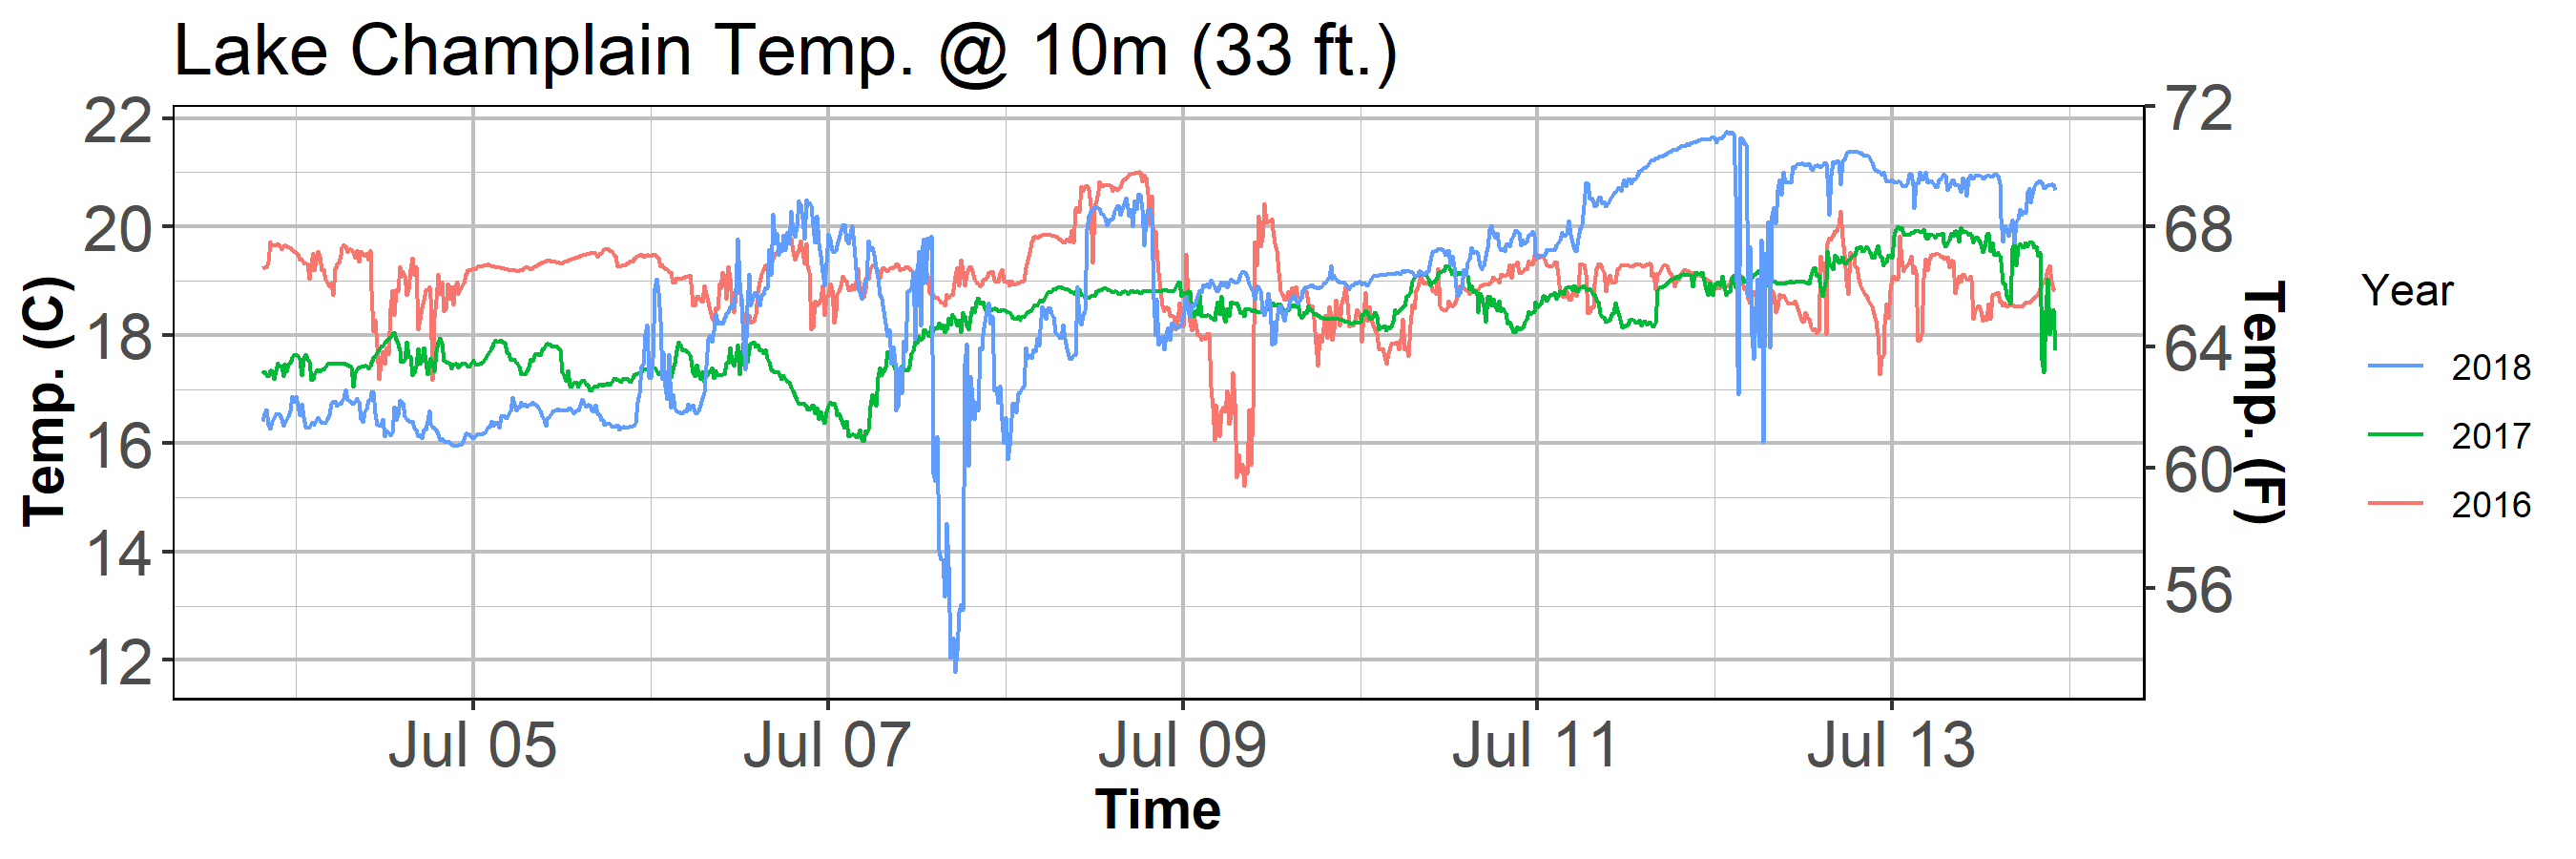 Lake Champlain Temp. @ 10m (33 ft.)
22
20
18
16
14
12
Temp. (C)
72
68
64
60
56
Temp. (F)
Jul 05 Jul 07 Jul 09 Jul 11 Jul 13
Time
Year
2018
2017
2016